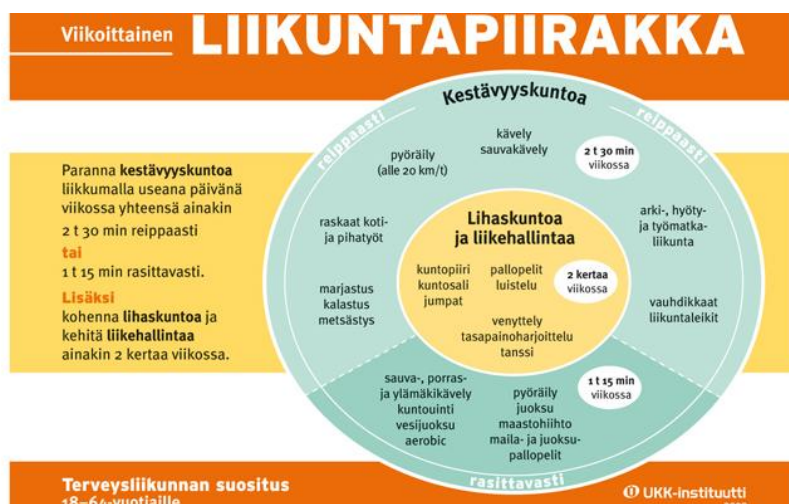 Viikoittainen LIIKUNTAPIIRAKKA
Paranna kestävyyskuntoa
liikkumalla useana päivänä
viikossa yhteensä ainakin
2 t 30 min reippaasti
tai
1 t 15 min rasittavasti.
Lisäksi
kohenna lihaskuntoa ja
kehitä liikehallintaa
ainakin 2 kertaa viikossa.
Kestävyyskuntoa
reippaasti
reippaasti
kävely
sauvakävely
2 t 30 min
viikossa
pyöräily
(alle 20 km/t)
raskaat koti-
ja pihatyöt
marjastus
kalastus
metsästys
arki-, hyöty-
ja työmatka-
liikunta
vauhdikkaat
liikuntaleikit
Lihaskuntoa
ja liikehallintaa
kuntopiiri
kuntosali
jumpat
pallopelit
luistelu
2 kertaa
viikossa
venyttely
tasapainoharjoittelu
tanssi
sauva-, porras-
ja ylämäkikävely
kuntouinti
vesijuoksu
aerobic
pyöräily
juoksu
maastohiihto
maila- ja juoksu-
pallopelit
1 t 15 min
viikossa
rasittavasti
Terveysliikunnan suositus
18–64-vuotiaille
UKK-instituutti